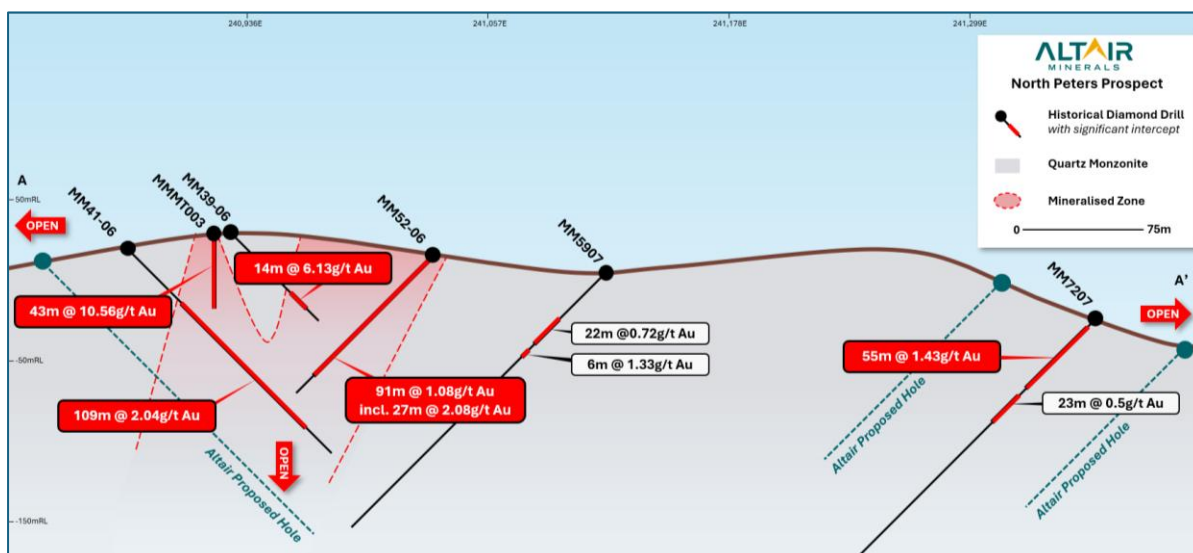 240,936E
241,057E
241,178E
241,299E
ALTAIR
MINERALS
North Peters Prospect
Historical Diamond Drill
with significant intercept
Quartz Monzonite
Mineralised Zone
0
75m
A
50mRL
OPEN
MM41-06
MMMT003
MM39-06
MM52-06
MM5907
MM7207
A'
OPEN
14m @ 6.13g/t Au
43m @ 10.56g/t Au
22m @0.72g/t Au
6m @ 1.33g/t Au
55m @ 1.43g/t Au
-50mRL
91m @ 1.08g/t Au
incl. 27m @ 2.08g/t Au
109m @ 2.04g/t Au
23m @ 0.5g/t Au
OPEN
Altair Proposed Hole
Altair Proposed Hole
Altair Proposed Hole
-150mRL